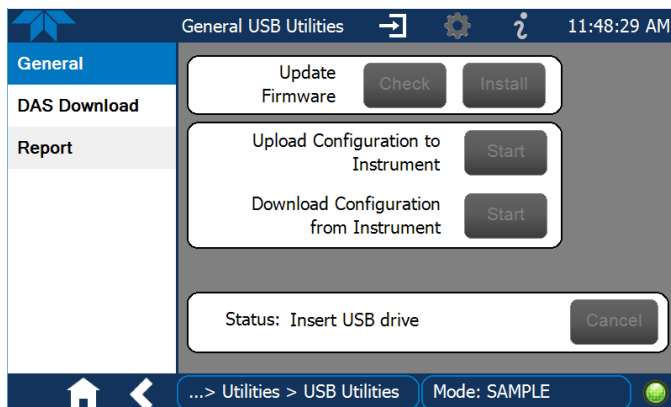 General USB Utilities
11:48:29 AM
General
DAS Download
Report
Update
Firmware
Check
Install
Upload Configuration to
Instrument
Start
Download Configuration
from Instrument
Start
Status: Insert USB drive
Cancel
...> Utilities > USB Utilities
Mode: SAMPLE